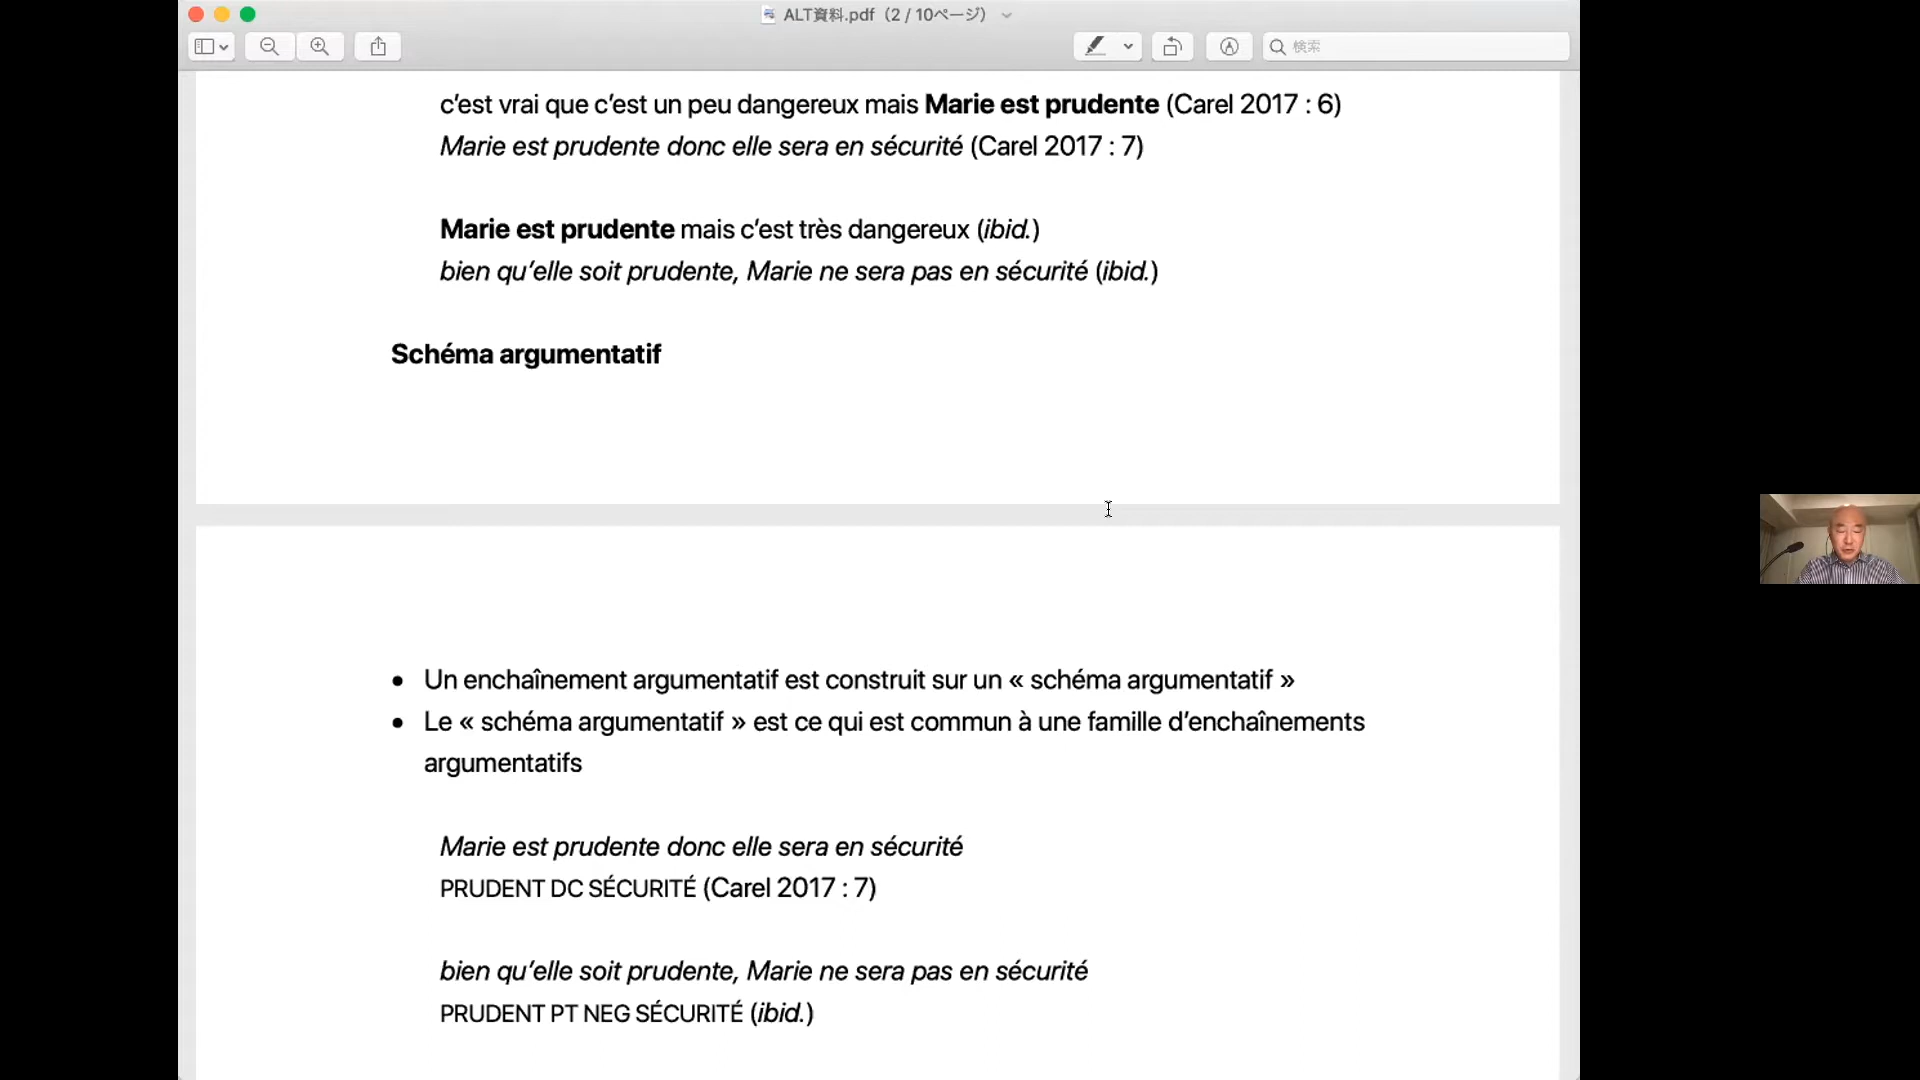 ALT資料.pdf（2 / 10ページ）
検索
c’est vrai que c’est un peu dangereux mais Marie est prudente (Carel 2017 : 6)
Marie est prudente donc elle sera en sécurité (Carel 2017 : 7)
Marie est prudente mais c’est très dangereux (ibid.)
bien qu’elle soit prudente, Marie ne sera pas en sécurité (ibid.)
Schéma argumentatif
• Un enchaînement argumentatif est construit sur un « schéma argumentatif »
• Le « schéma argumentatif » est ce qui est commun à une famille d’enchaînements
argumentatifs
Marie est prudente donc elle sera en sécurité
PRUDENT DC SÉCURITÉ (Carel 2017 : 7)
bien qu’elle soit prudente, Marie ne sera pas en sécurité
PRUDENT PT NEG SÉCURITÉ (ibid.)